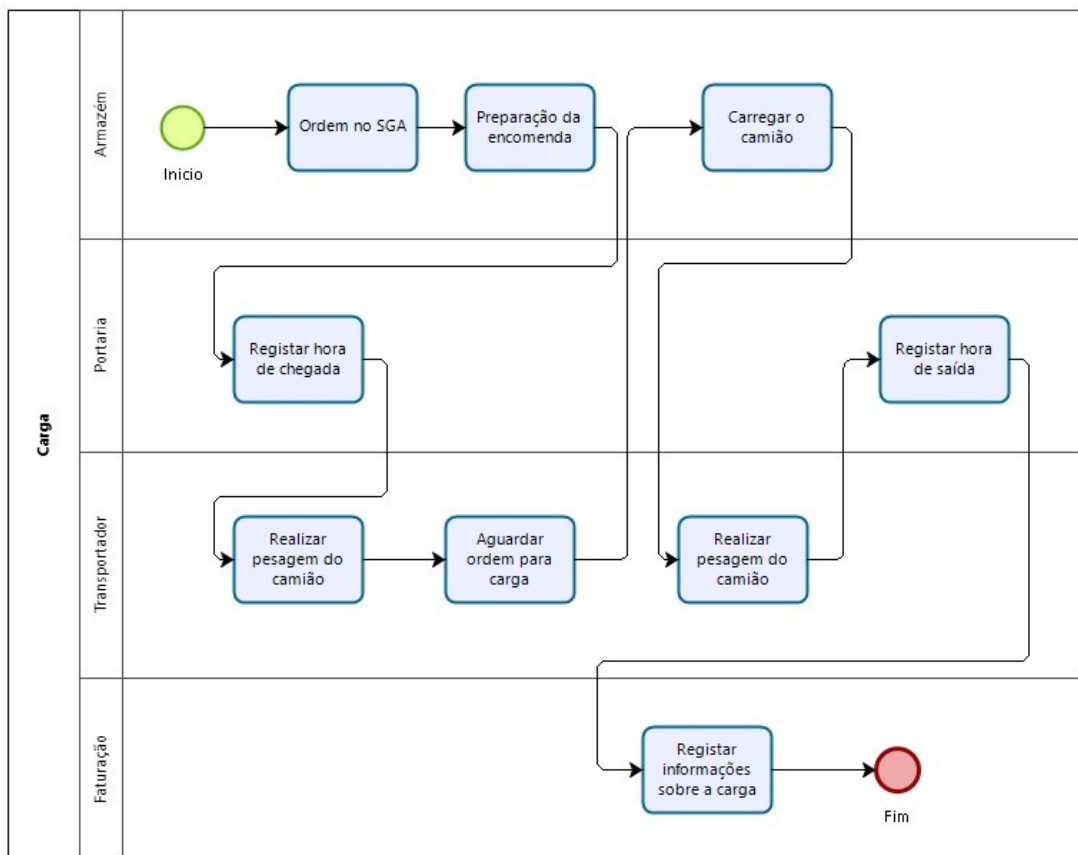 Carga
Armazém
Inicio
Ordem no SGA
Preparação da
encomenda
Carregar o
camião
Portaria
Registar hora
de chegada
Registar hora
de saída
Transportador
Realizar
pesagem do
camião
Aguardar
ordem para
carga
Realizar
pesagem do
camião
Faturação
Registar
informações
sobre a carga
Fim